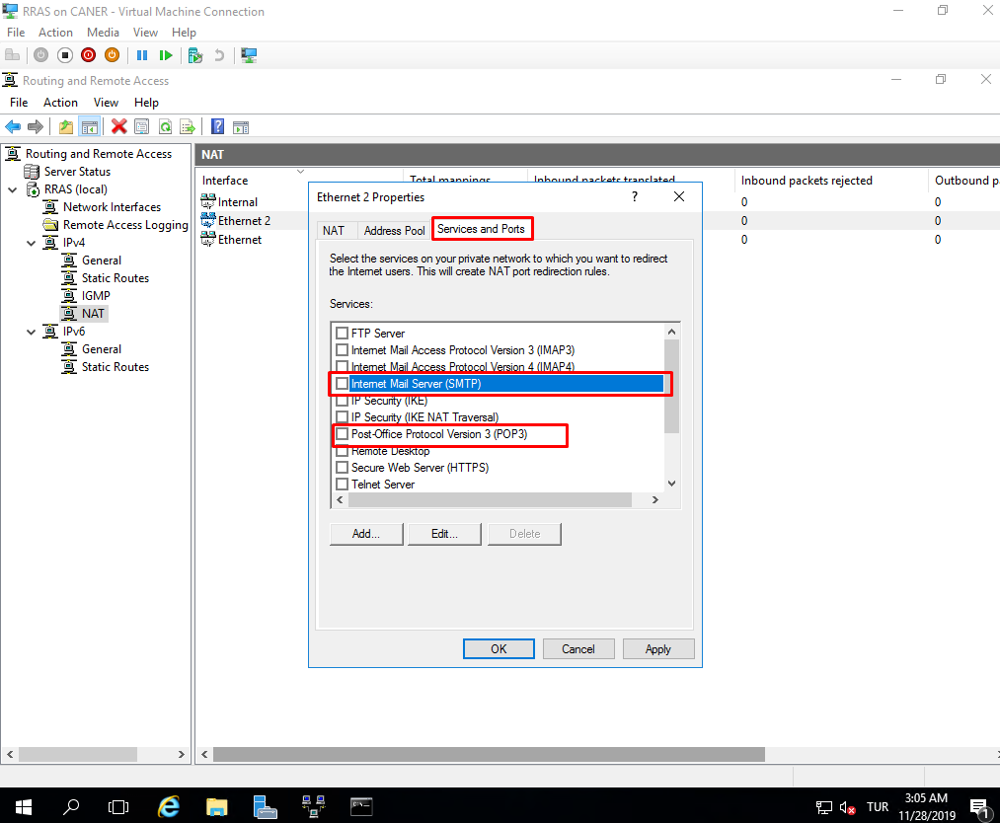 RRAS on CANER - Virtual Machine Connection
File Action Media View Help
Routing and Remote Access
File Action View Help
Routing and Remote Access
Server Status
RRAS (local)
Network Interfaces
Remote Access Logging
IPv4
General
Static Routes
IGMP
NAT
IPv6
General
Static Routes
NAT
Interface Total mappings Inbound packets translated Inbound packets rejected Outbound p
Internal 0 0
Ethernet 2 0 0
Ethernet 0 0
Ethernet 2 Properties ?
NAT Address Pool Services and Ports
Select the services on your private network to which you want to redirect
the Internet users. This will create NAT port redirection rules.
Services:
FTP Server
Internet Mail Access Protocol Version 3 (IMAP3)
Internet Mail Access Protocol Version 4 (IMAP4)
Internet Mail Server (SMTP)
IP Security (IKE)
IP Security (IKE NAT Traversal)
Post-Office Protocol Version 3 (POP3)
Remote Desktop
Secure Web Server (HTTPS)
Telnet Server
Add... Edit... Delete
OK Cancel Apply
TUR
3:05 AM
11/28/2019
1